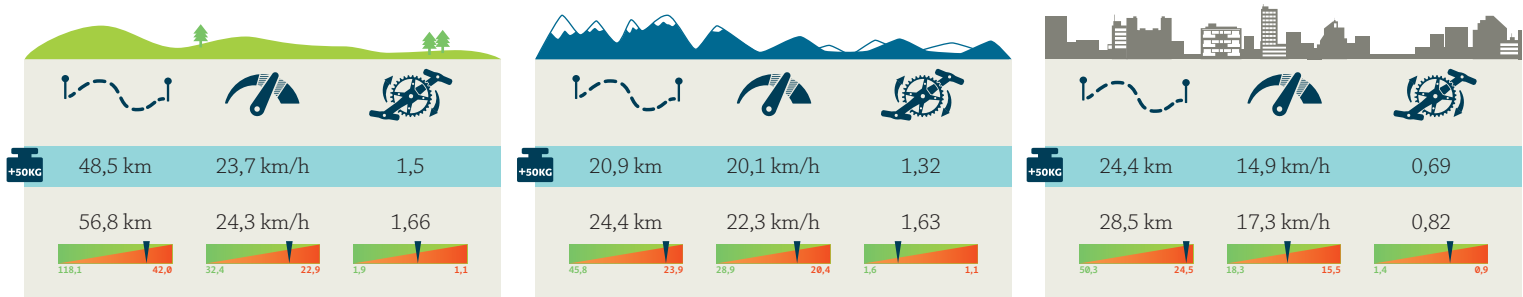 +50KG 48,5 km 23,7 km/h 1,5
56,8 km 24,3 km/h 1,66
118,1 42,0 32,4 22,9 1,9 1,1
+50KG 20,9 km 20,1 km/h 1,32
24,4 km 22,3 km/h 1,63
45,8 23,9 28,9 20,4 1,6 1,1
+50KG 24,4 km 14,9 km/h 0,69
28,5 km 17,3 km/h 0,82
50,3 24,5 18,3 15,5 1,4 0,9